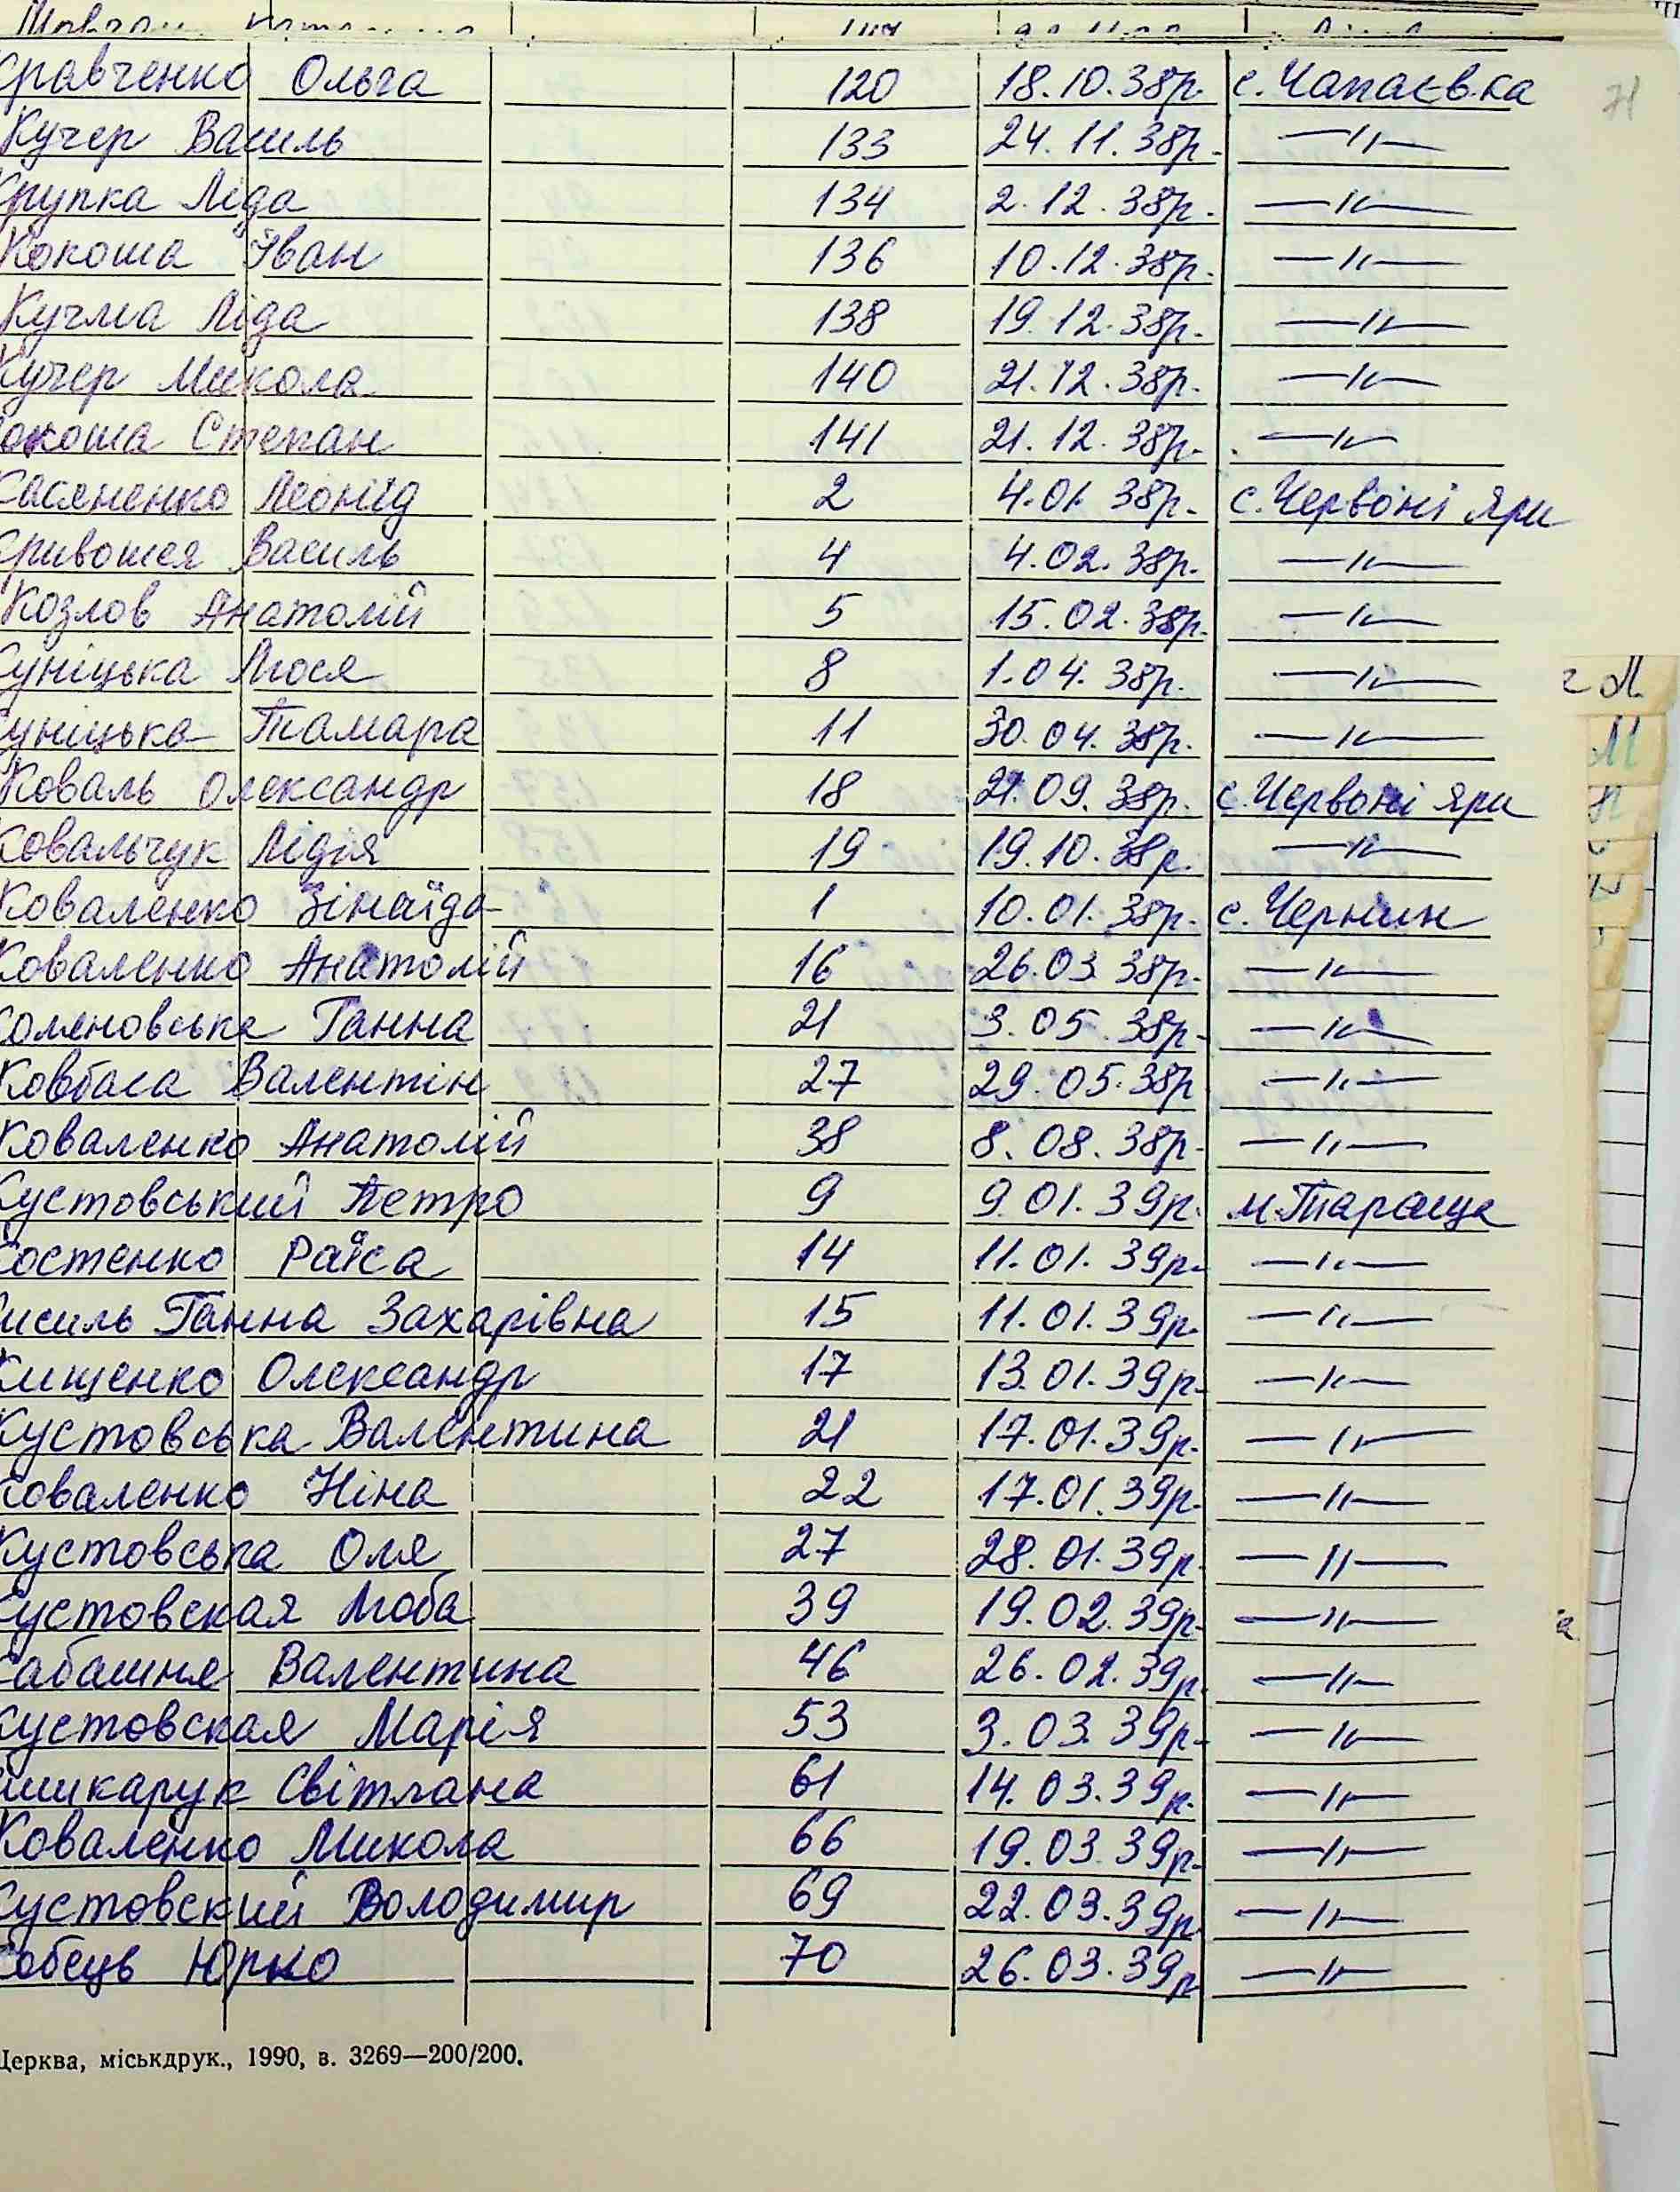 Кравченко Ольга 120 18.10.38р. с. Чапаєвка
Кучер Василь 133 24.11.38р. —"—
Крупка Ліда 134 2.12.38р. —"—
Кокоша Іван 136 10.12.38р. —"—
Кучма Ліда 138 19.12.38р. —"—
Кучер Микола 140 21.12.38р. —"—
Кокоша Степан 141 21.12.38р. —"—
Касяненко Леонід 2 4.01.38р. с. Червоні Яри
Кривошея Василь 4 4.02.38р. —"—
Козлов Анатолій 5 15.02.38р. —"—
Куніцька Люся 8 1.04.38р. —"—
Куніцька Тамара 11 30.04.38р. —"—
Коваль Олександр 18 21.09.38р. с. Червоні Яри
Ковальчук Лідія 19 19.10.38р. —"—
Коваленко Зінаїда 1 10.01.38р. с. Чернин
Коваленко Анатолій 16 26.03.38р. —"—
Коляновська Ганна 21 3.05.38р. —"—
Ковбаса Валентін 27 29.05.38р —"—
Коваленко Анатолій 38 8.08.38р. —"—
Кустовський Петро 9 9.01.39р. м. Тараща
Костенко Раїса 14 11.01.39р. —"—
Кисиль Ганна Захарівна 15 11.01.39р. —"—
Кищенко Олександр 17 13.01.39р. —"—
Кустовська Валентина 21 17.01.39р. —"—
Коваленко Ніна 22 17.01.39р. —"—
Кустовська Оля 27 28.01.39р. —"—
Кустовская Люба 39 19.02.39р. —"—
Кабашня Валентина 46 26.02.39р. —"—
Кустовская Марія 53 3.03.39р. —"—
Світлана 61 14.03.39р. —"—
Коваленко Микола 66 19.03.39р. —"—
Кустовский Володимир 69 22.03.39р. —"—
Кобець Юрко 70 26.03.39р —"—
Церква, міськдрук., 1990, в. 3269—200/200.